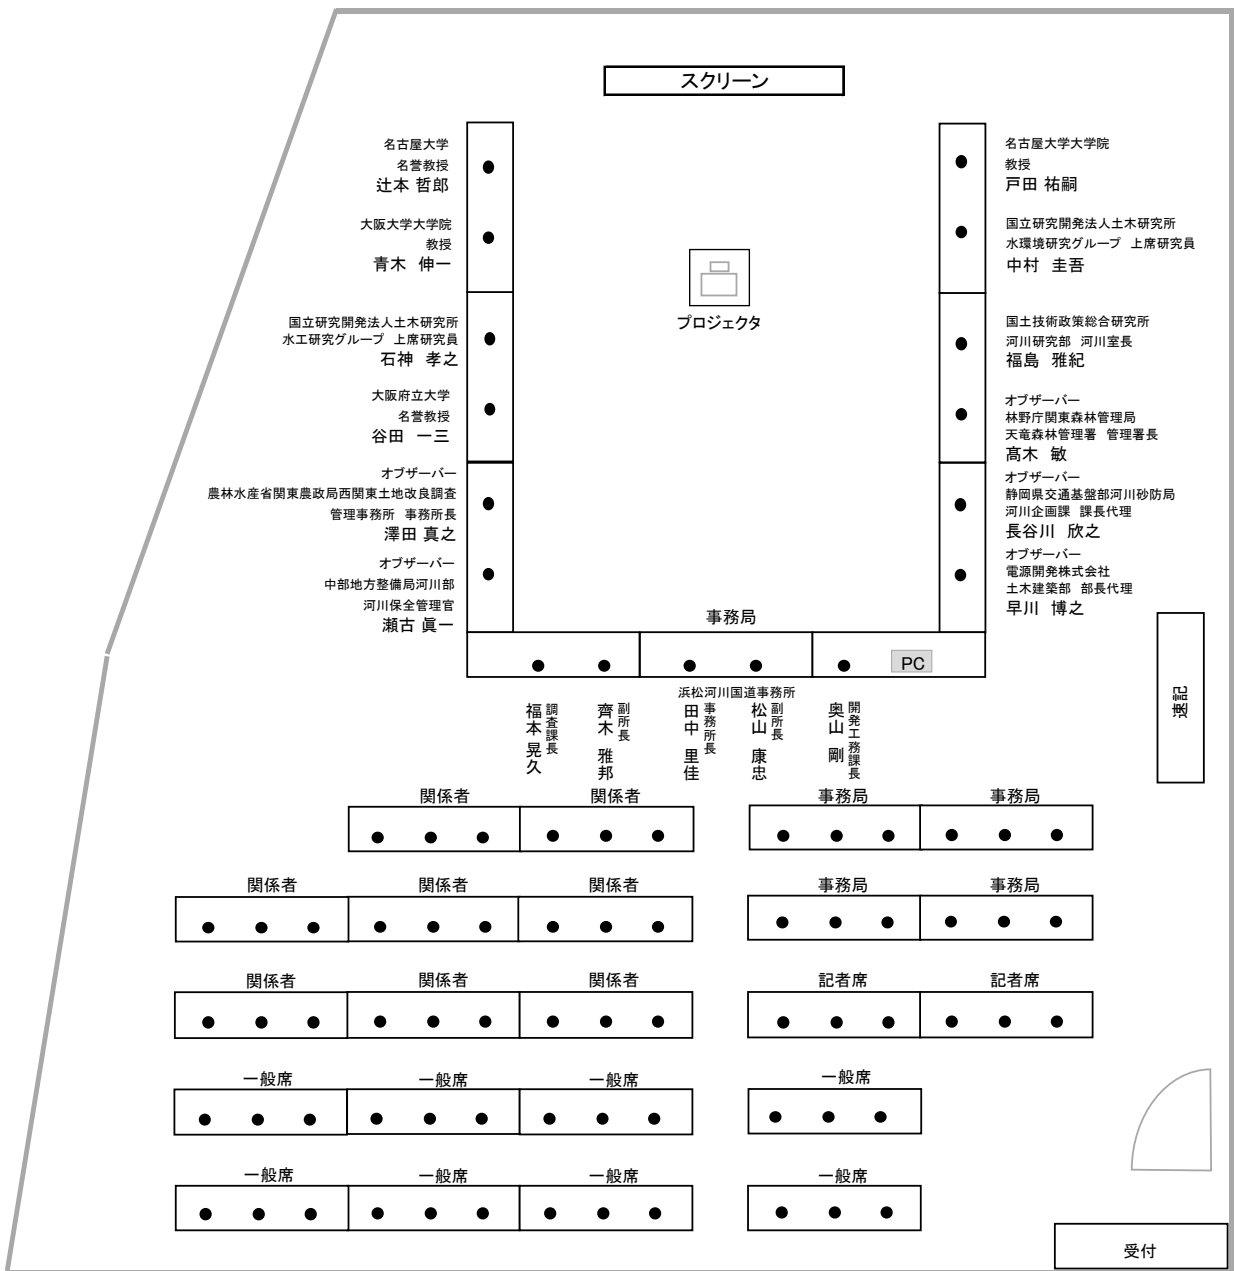 スクリーン
名古屋大学
名誉教授
辻本 哲郎
大阪大学大学院
教授
青木 伸一
国立研究開発法人土木研究所
水工研究グループ 上席研究員
石神 孝之
大阪府立大学
名誉教授
谷田 一三
オブザーバー
農林水産省関東農政局西関東土地改良調査
管理事務所 事務所長
澤田 真之
オブザーバー
中部地方整備局河川部
河川保全管理官
瀬古 眞一
プロジェクタ
名古屋大学大学院
教授
戸田 祐嗣
国立研究開発法人土木研究所
水環境研究グループ 上席研究員
中村 圭吾
国土技術政策総合研究所
河川研究部 河川室長
福島 雅紀
オブザーバー
林野庁関東森林管理局
天竜森林管理署 管理署長
髙木 敏
オブザーバー
静岡県交通基盤部河川砂防局
河川企画課 課長代理
長谷川 欣之
オブザーバー
電源開発株式会社
土木建築部 部長代理
早川 博之
事務局
PC
浜松河川国道事務所
調査課長
福本 晃久
副所長
齊木 雅邦
事務所長
田中 里佳
副所長
松山 康忠
開発工務課長
奥山 剛
速記
関係者 関係者 事務局 事務局
関係者 関係者 関係者 事務局 事務局
関係者 関係者 関係者 記者席 記者席
一般席 一般席 一般席 一般席
一般席 一般席 一般席 一般席
受付